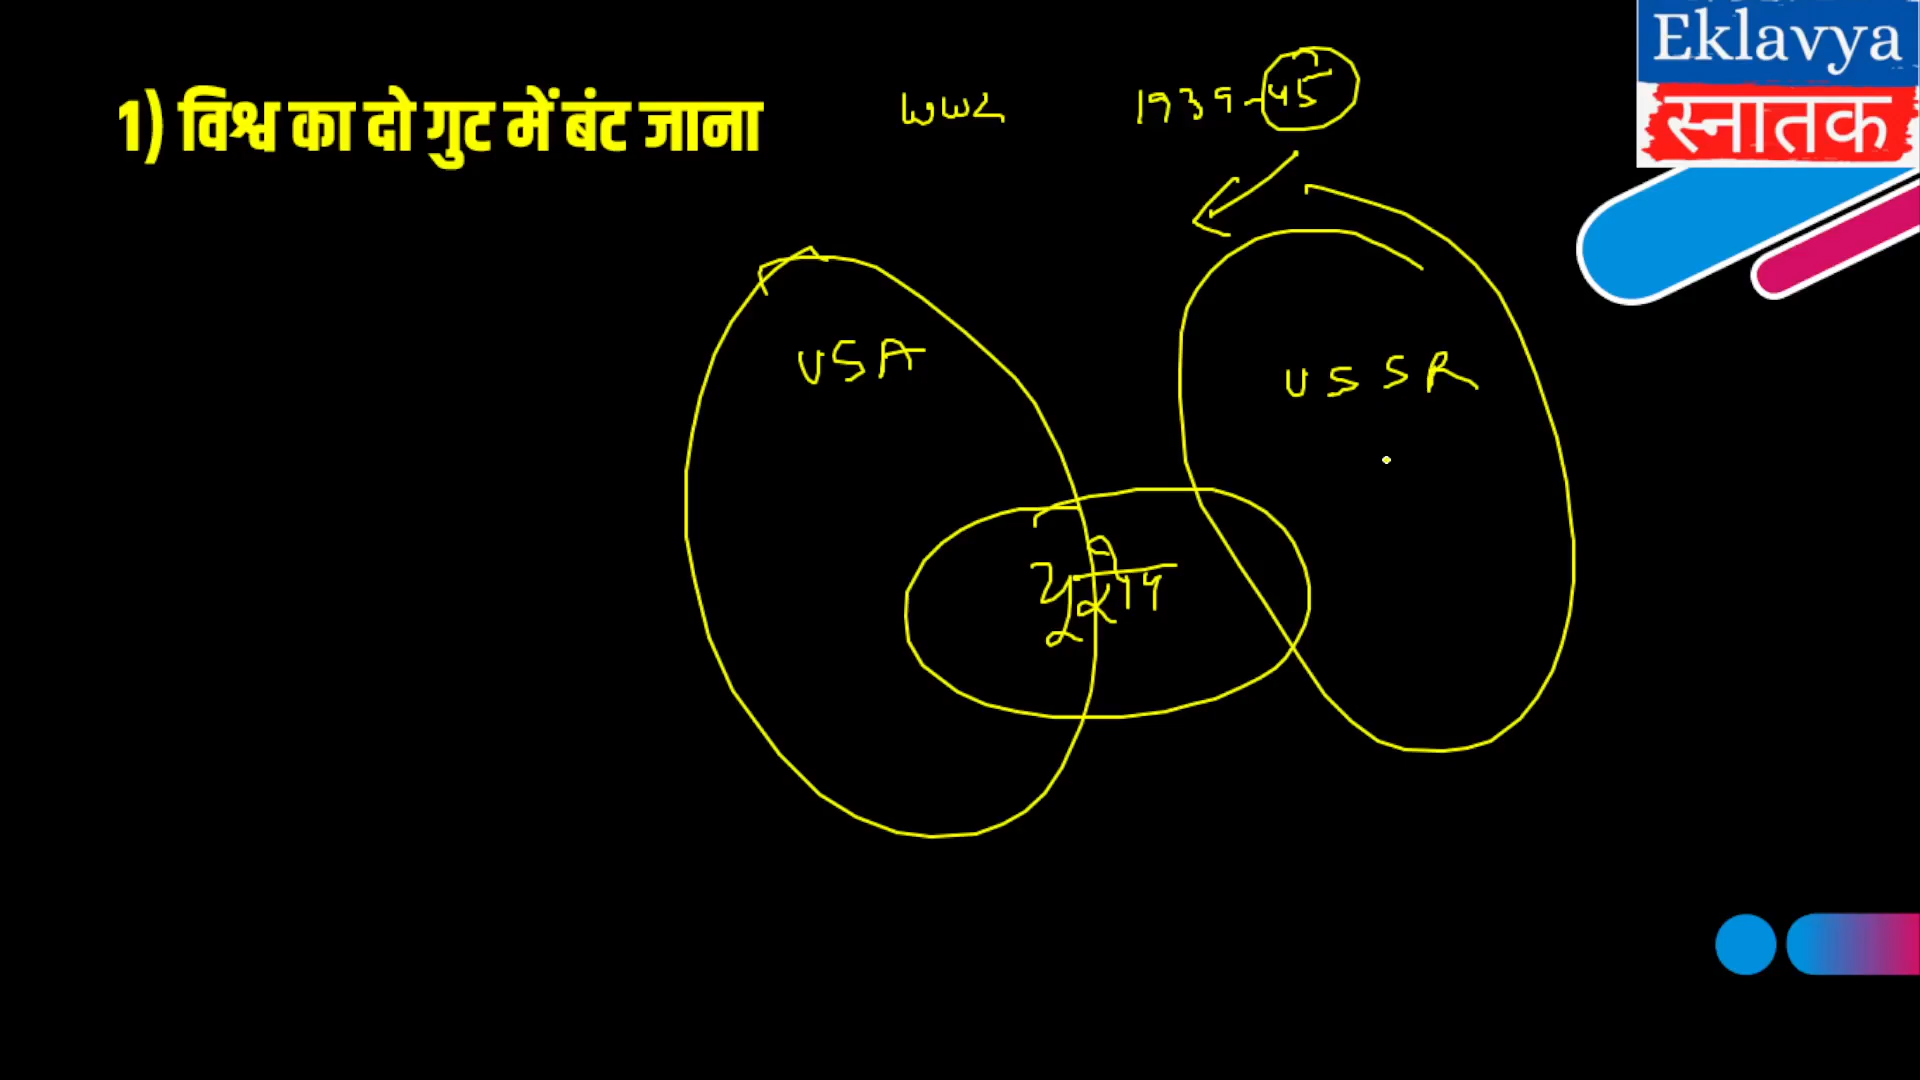 Eklavya
स्नातक
1) विश्व का दो गुट में बंट जाना
WW2 1939-45
USA
USSR